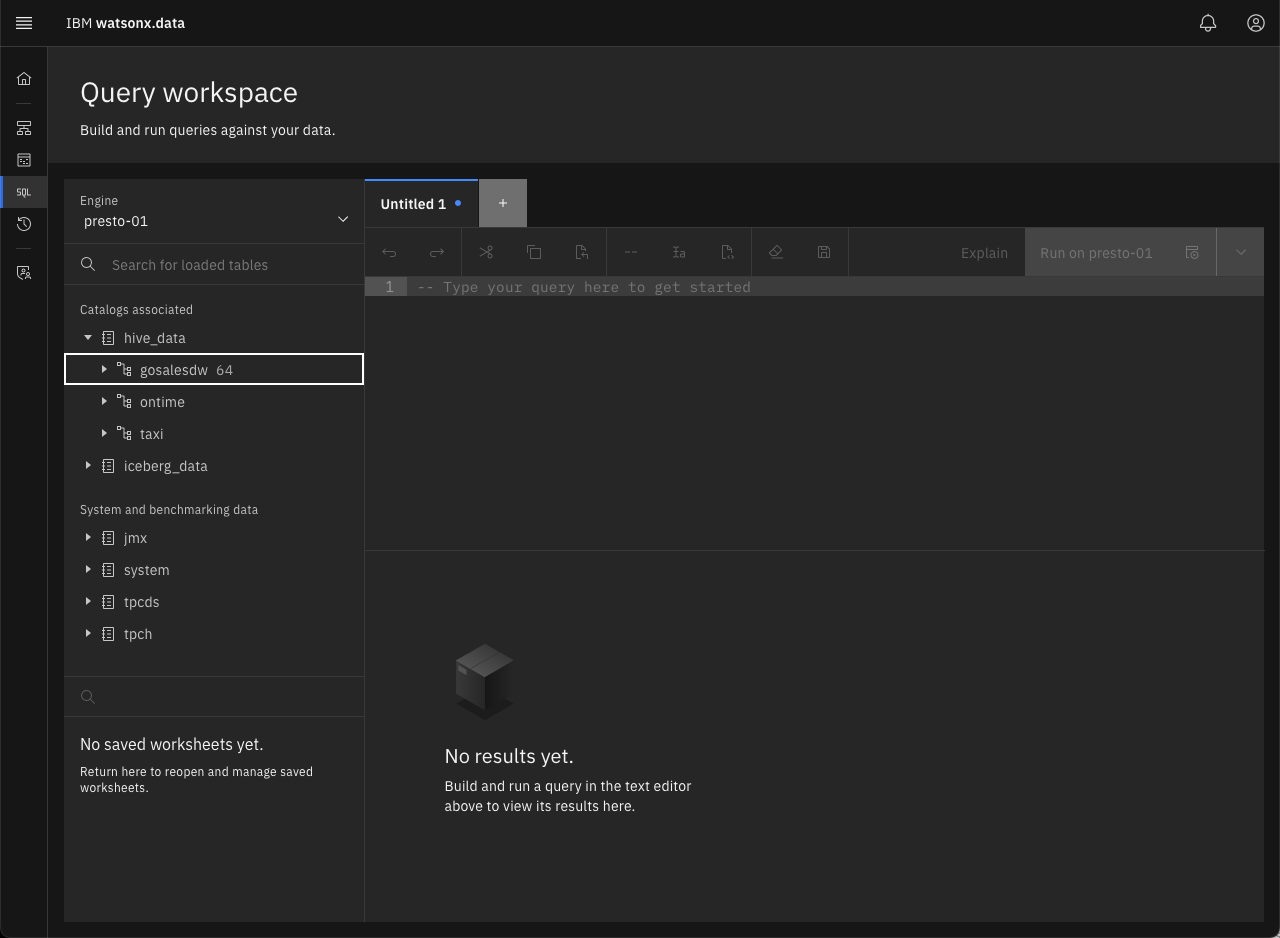 IBM watsonx.data
Query workspace
Build and run queries against your data.
SQL
Engine
presto-01
Search for loaded tables
Catalogs associated
hive_data
gosalesdw 64
ontime
taxi
iceberg_data
System and benchmarking data
jmx
system
tpcds
tpch
No saved worksheets yet.
Return here to reopen and manage saved
worksheets.
Untitled 1
+
Explain
Run on presto-01
1 -- Type your query here to get started
No results yet.
Build and run a query in the text editor
above to view its results here.